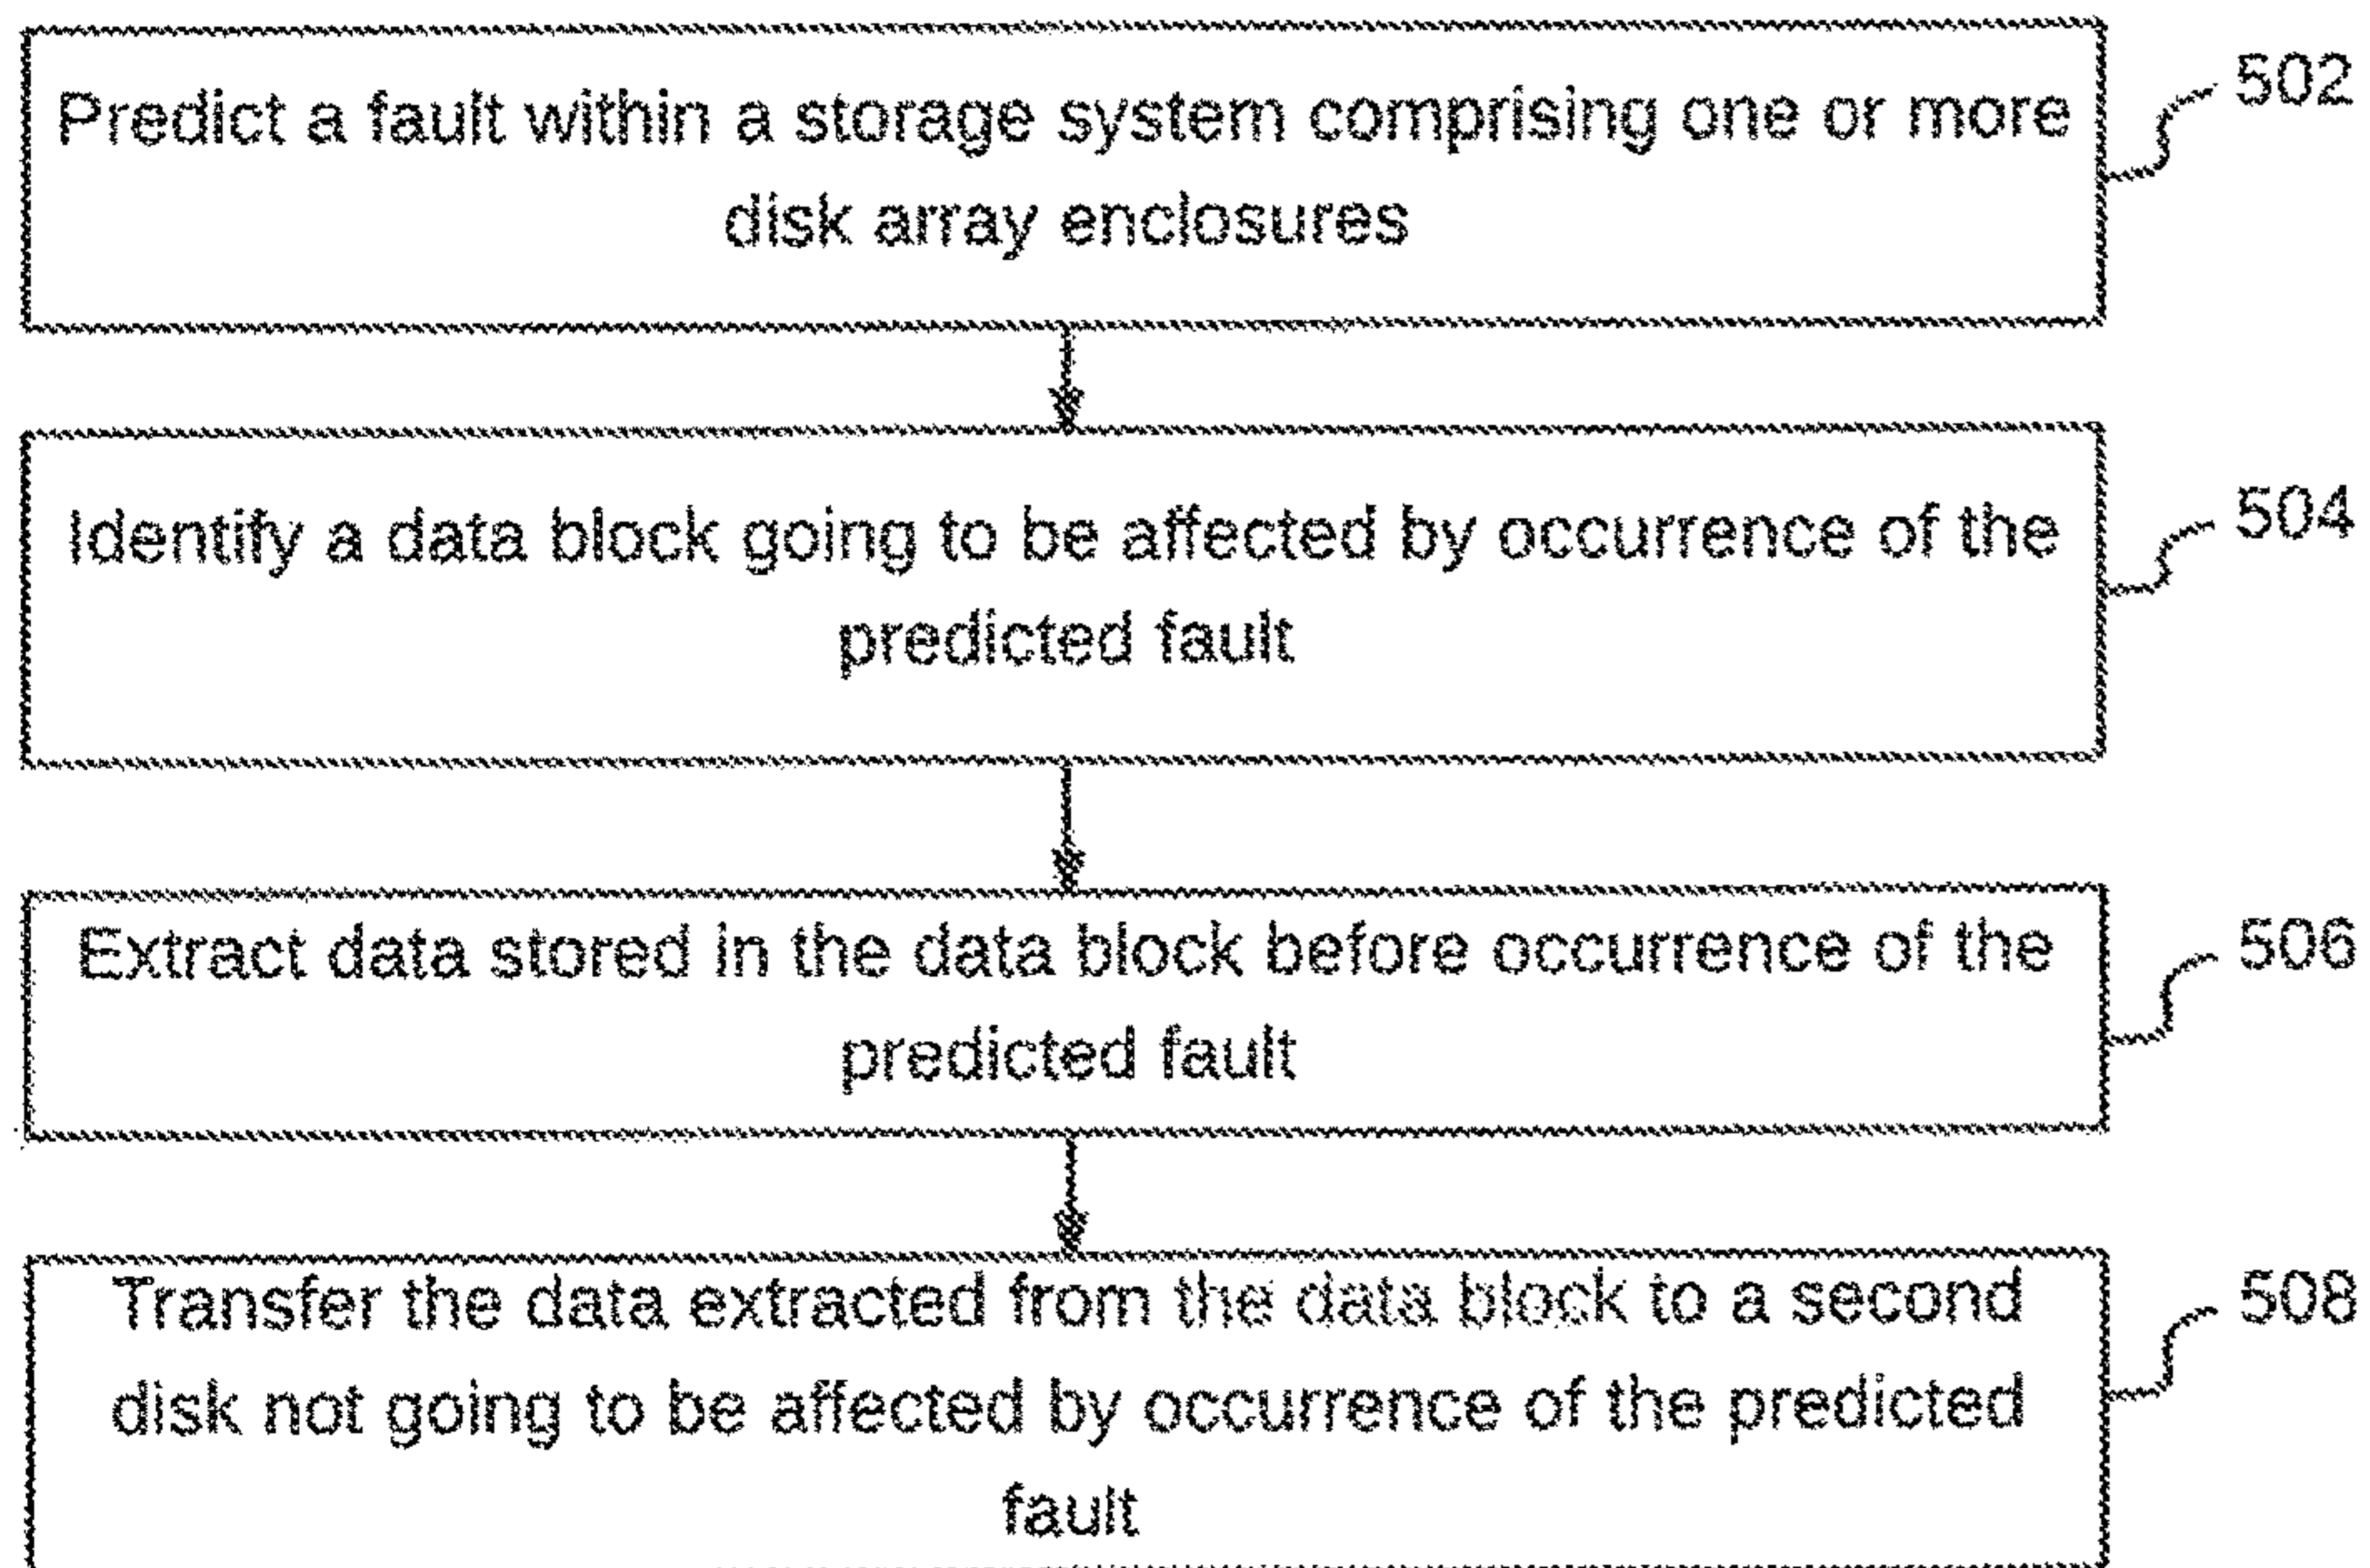 Predict a fault within a storage system comprising one or more
disk array enclosures
502
Identify a data block going to be affected by occurrence of the
predicted fault
504
Extract data stored in the data block before occurrence of the
predicted fault
506
Transfer the data extracted from the data block to a second
disk not going to be affected by occurrence of the predicted
fault
508